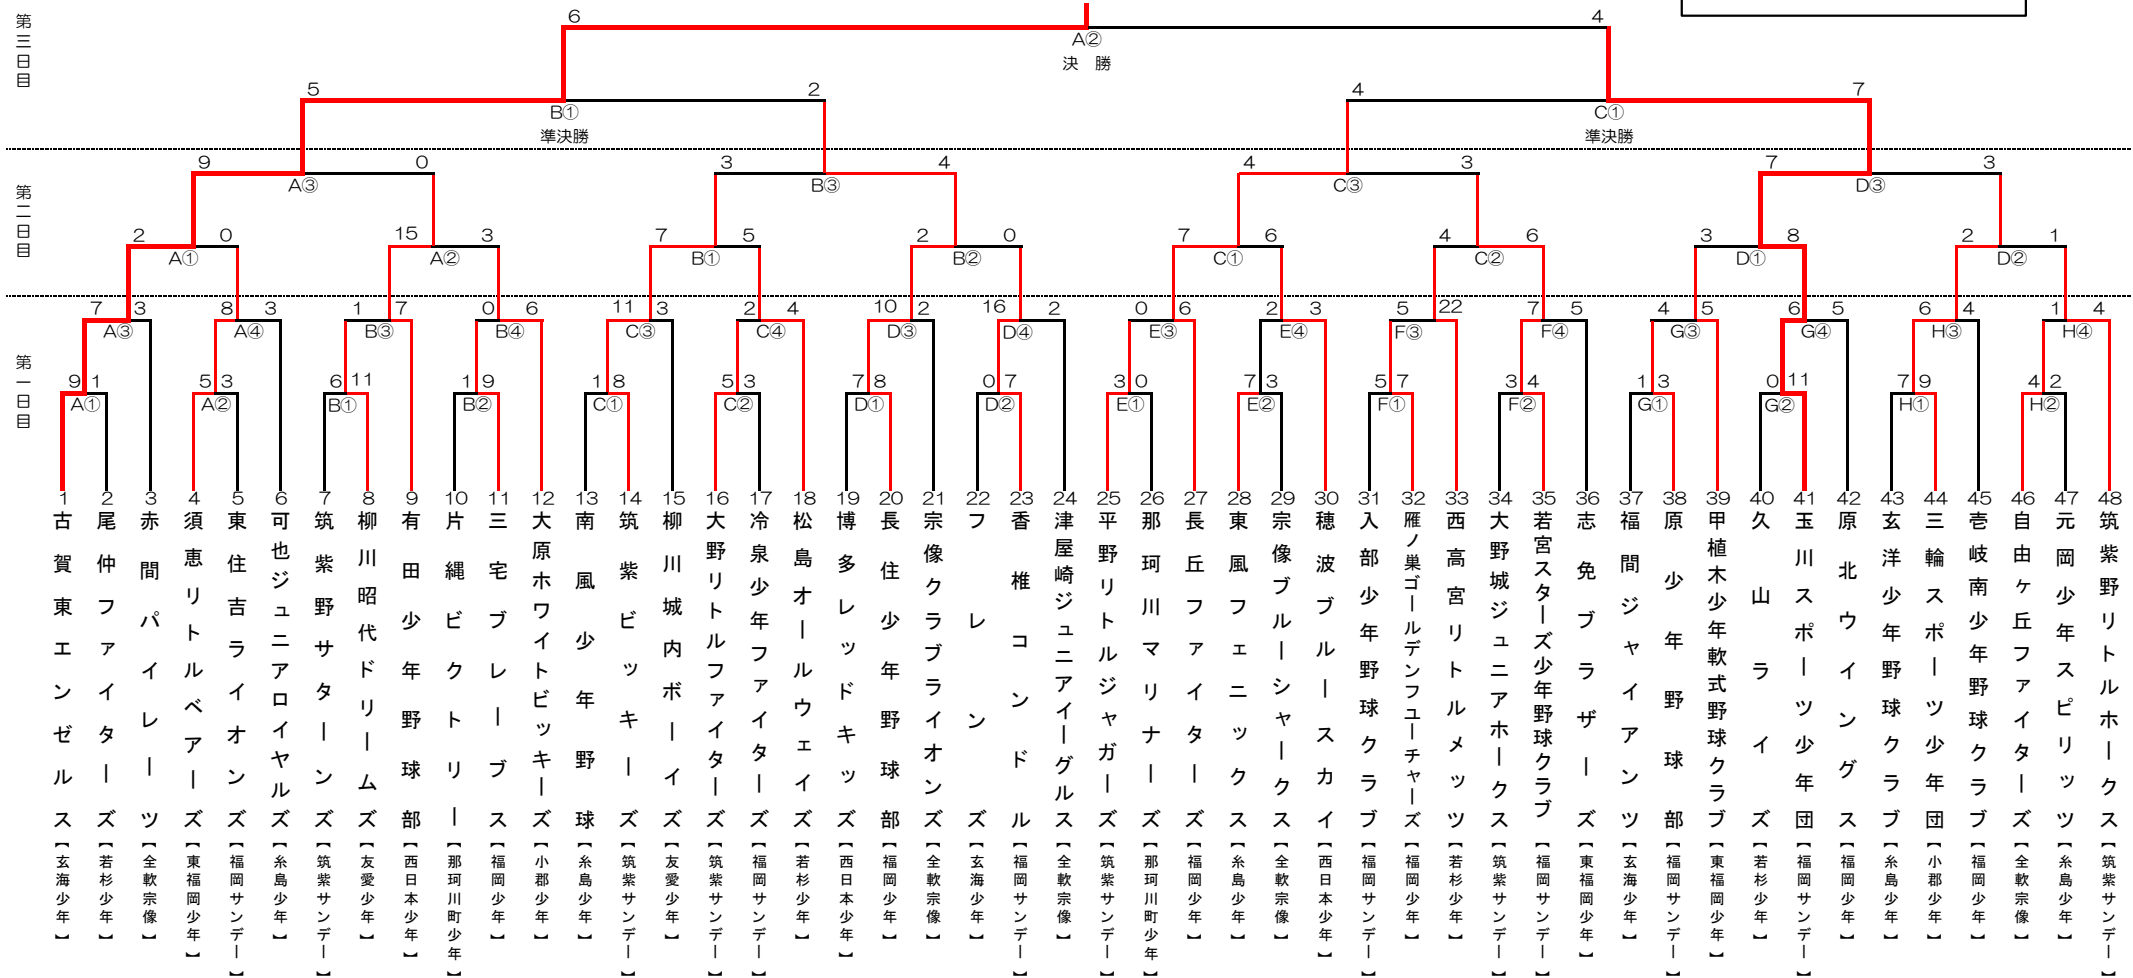 第三日目
6 4
A②
決 勝
5 2 4 7
B① C①
準決勝 準決勝
第二日目
9 0 3 4 4 3 7 3
A③ B③ C③ D③
2 0 15 3 7 5 2 0 7 6 4 6 3 8 2 1
A① A② B① B② C① C② D① D②
第一日目
7 3 8 3 1 7 0 6 11 3 2 4 10 2 16 2 0 6 2 3 5 22 7 5 4 5 6 5 6 4 1 4
A③ A④ B③ B④ C③ C④ D③ D④ E③ E④ F③ F④ G③ G④ H③ H④
9 1 5 3 6 11 1 9 1 8 5 3 7 8 0 7 3 0 7 3 5 7 3 4 1 3 0 11 7 9 4 2
A① A② B① B② C① C② D① D② E① E② F① F② G① G② H① H②
1 古賀東エンゼルス 【玄海少年】
2 尾仲ファイターズ 【若杉少年】
3 赤間パイレーツ 【全軟宗像】
4 須恵リトルベアーズ 【東福岡少年】
5 東住吉ライオンズ 【福岡サンデー】
6 可也ジュニアロイヤルズ 【糸島少年】
7 筑紫野サターンズ 【筑紫サンデー】
8 柳川昭代ドリームズ 【友愛少年】
9 有田少年野球部 【西日本少年】
10 片縄ビクトリー 【那珂川町少年】
11 三宅ブレーブス 【福岡少年】
12 大原ホワイトビッキーズ 【小郡少年】
13 南風少年野球 【糸島少年】
14 筑紫ビッキーズ 【筑紫サンデー】
15 柳川城内ボーイズ 【友愛少年】
16 大野リトルファイターズ 【筑紫サンデー】
17 冷泉少年ファイターズ 【福岡サンデー】
18 松島オールウェイズ 【若杉少年】
19 博多レッドキッズ 【西日本少年】
20 長住少年野球部 【福岡少年】
21 宗像クラブライオンズ 【全軟宗像】
22 フレンズ 【玄海少年】
23 香椎コンドル 【福岡サンデー】
24 津屋崎ジュニアイーグルス 【全軟宗像】
25 平野リトルジャガーズ 【筑紫サンデー】
26 那珂川マリナーズ 【那珂川町少年】
27 長丘ファイターズ 【福岡少年】
28 東風フェニックス 【糸島少年】
29 宗像ブルーシャークス 【全軟宗像】
30 穂波ブルースカイ 【西日本少年】
31 入部少年野球クラブ 【福岡サンデー】
32 雁ノ巣ゴールデンフューチャーズ 【福岡少年】
33 西高宮リトルメッツ 【若杉少年】
34 大野城ジュニアホークス 【筑紫サンデー】
35 若宮スターズ少年野球クラブ 【福岡サンデー】
36 志免ブラザーズ 【東福岡少年】
37 福間ジャイアンツ 【玄海少年】
38 原少年野球部 【福岡サンデー】
39 甲植木少年軟式野球クラブ 【東福岡少年】
40 久山ライズ 【若杉少年】
41 玉川スポーツ少年団 【福岡サンデー】
42 原北ウイングス 【福岡少年】
43 玄洋少年野球クラブ 【糸島少年】
44 三輪スポーツ少年団 【小郡少年】
45 壱岐南少年野球クラブ 【福岡少年】
46 自由ヶ丘ファイターズ 【全軟宗像】
47 元岡少年スピリッツ 【糸島少年】
48 筑紫野リトルホークス 【筑紫サンデー】